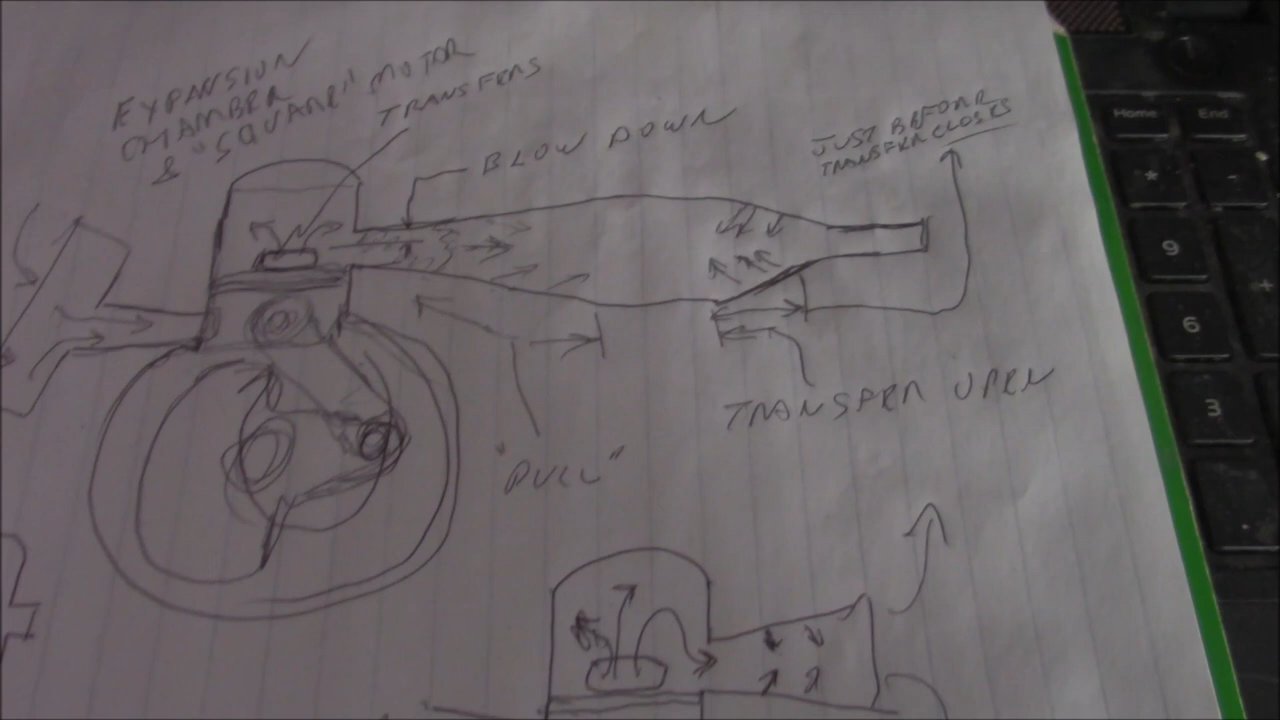 EXPANSION
CHAMBER
& "SQUARE" MOTOR
TRANSFERS
BLOW DOWN
JUST BEFORE
TRANSFER CLOSES
"PULL"
TRANSFER OPEN
Home
End
*
-
9
+
6
3